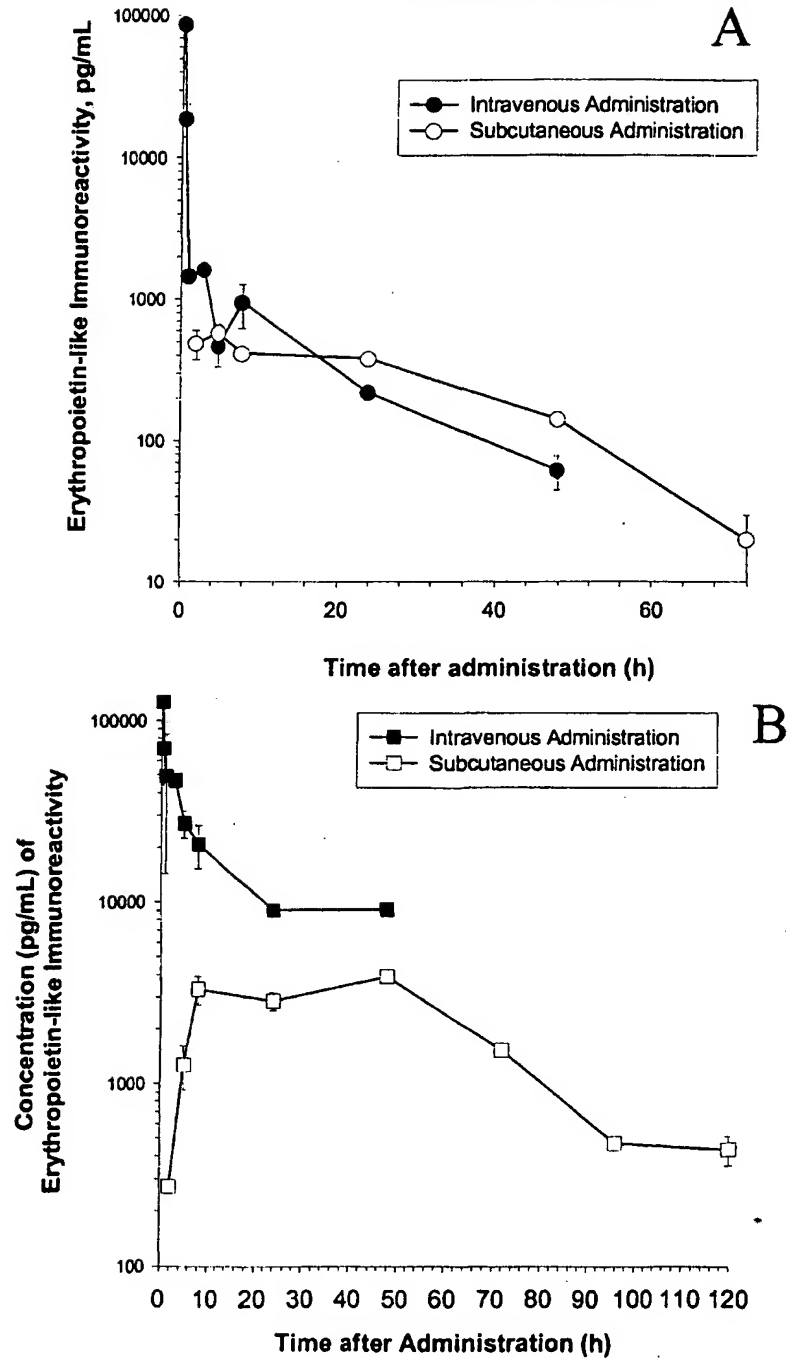 A
Erythropoietin-like Immunoreactivity, pg/mL
100000
10000
1000
100
10
Intravenous Administration
Subcutaneous Administration
0 20 40 60
Time after administration (h)
B
Concentration (pg/mL) of
Erythropoietin-like Immunoreactivity
100000
10000
1000
100
Intravenous Administration
Subcutaneous Administration
0 10 20 30 40 50 60 70 80 90 100 110 120
Time after Administration (h)